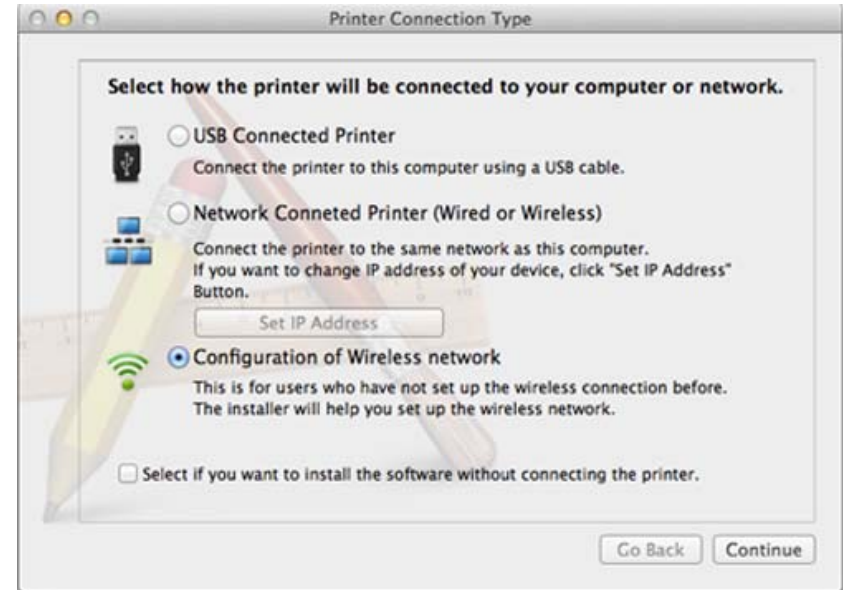 Printer Connection Type
Select how the printer will be connected to your computer or network.
USB Connected Printer
Connect the printer to this computer using a USB cable.
Network Conneted Printer (Wired or Wireless)
Connect the printer to the same network as this computer.
If you want to change IP address of your device, click "Set IP Address"
Button.
Set IP Address
Configuration of Wireless network
This is for users who have not set up the wireless connection before.
The installer will help you set up the wireless network.
Select if you want to install the software without connecting the printer.
Go Back
Continue